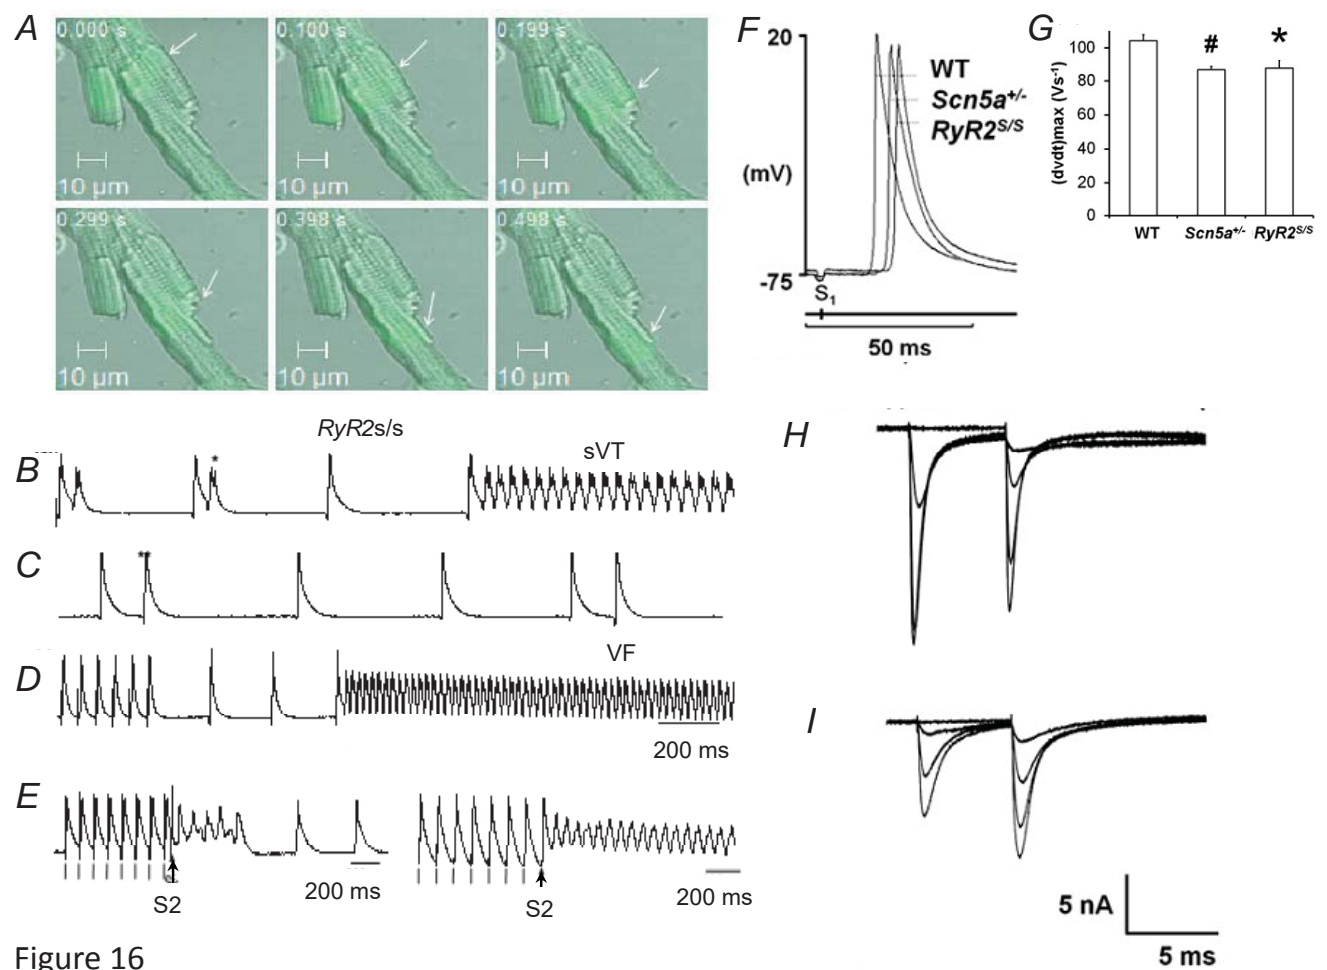 A
0.000 s
0.100 s
0.199 s
10 μm
10 μm
10 μm
0.299 s
0.398 s
0.498 s
10 μm
10 μm
10 μm
RyR2s/s
B
*
sVT
C
**
D
VF
200 ms
E
S2
200 ms
S2
200 ms
F
20
(mV)
-75
WT
Scn5a+/-
RyR2S/S
S1
50 ms
G
(dvdt)max (Vs-1)
100
80
60
40
20
0
#
*
WT
Scn5a+/-
RyR2S/S
H
I
5 nA
5 ms
Figure 16